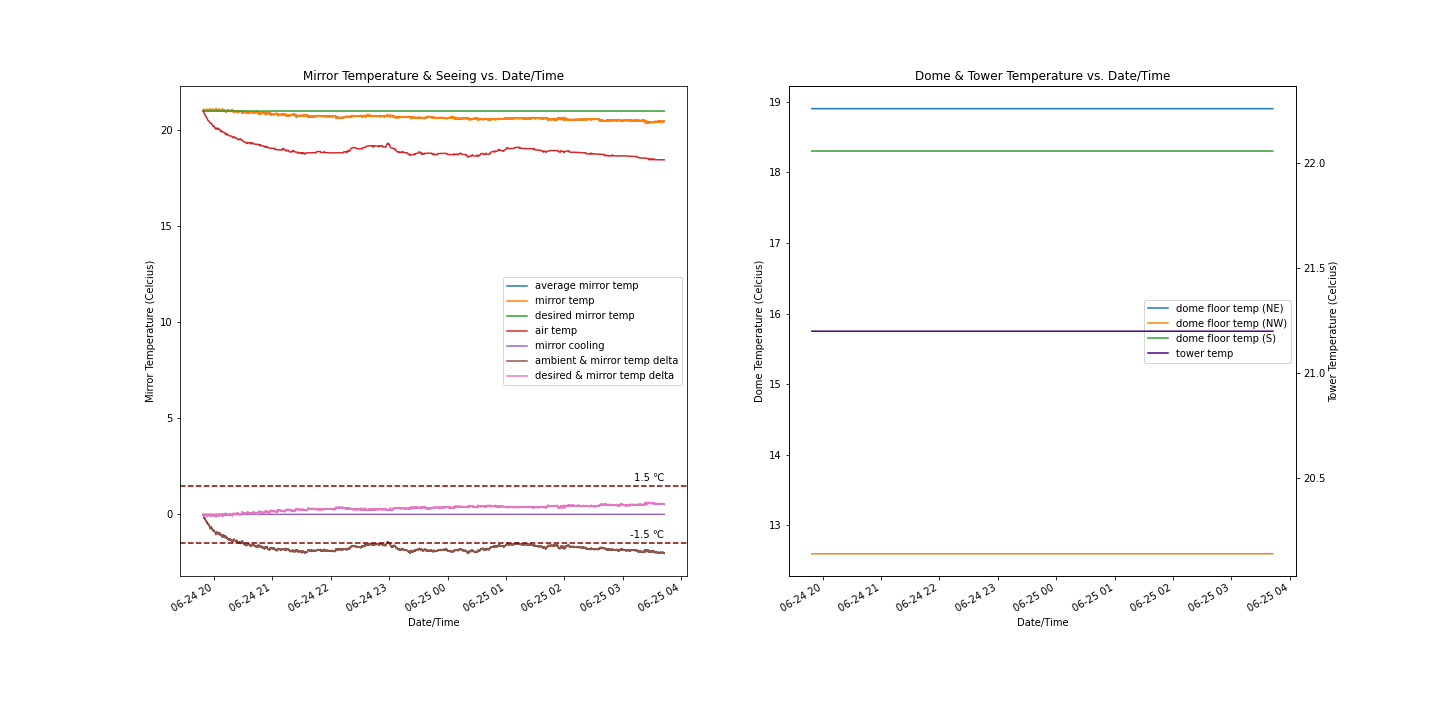 Mirror Temperature & Seeing vs. Date/Time
Mirror Temperature (Celcius)
20
15
10
5
0
average mirror temp
mirror temp
desired mirror temp
air temp
mirror cooling
ambient & mirror temp delta
desired & mirror temp delta
1.5 °C
-1.5 °C
06-24 20
06-24 21
06-24 22
06-24 23
06-25 00
06-25 01
06-25 02
06-25 03
06-25 04
Date/Time
Dome & Tower Temperature vs. Date/Time
Dome Temperature (Celcius)
19
18
17
16
15
14
13
dome floor temp (NE)
dome floor temp (NW)
dome floor temp (S)
tower temp
22.0
21.5
21.0
20.5
Tower Temperature (Celcius)
06-24 20
06-24 21
06-24 22
06-24 23
06-25 00
06-25 01
06-25 02
06-25 03
06-25 04
Date/Time